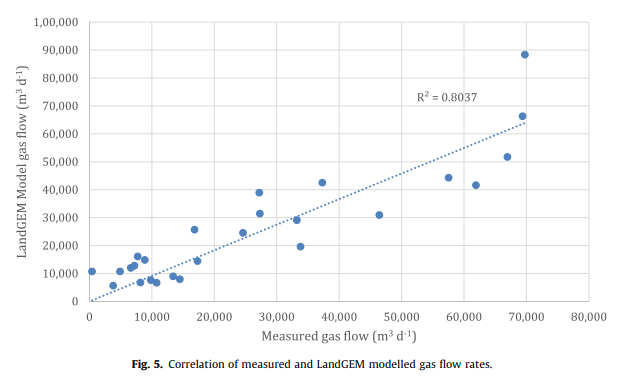 1,00,000
90,000
80,000
70,000
60,000
50,000
40,000
30,000
20,000
10,000
0
LandGEM Model gas flow (m³ d⁻¹)
R² = 0.8037
0 10,000 20,000 30,000 40,000 50,000 60,000 70,000 80,000
Measured gas flow (m³ d⁻¹)
Fig. 5. Correlation of measured and LandGEM modelled gas flow rates.